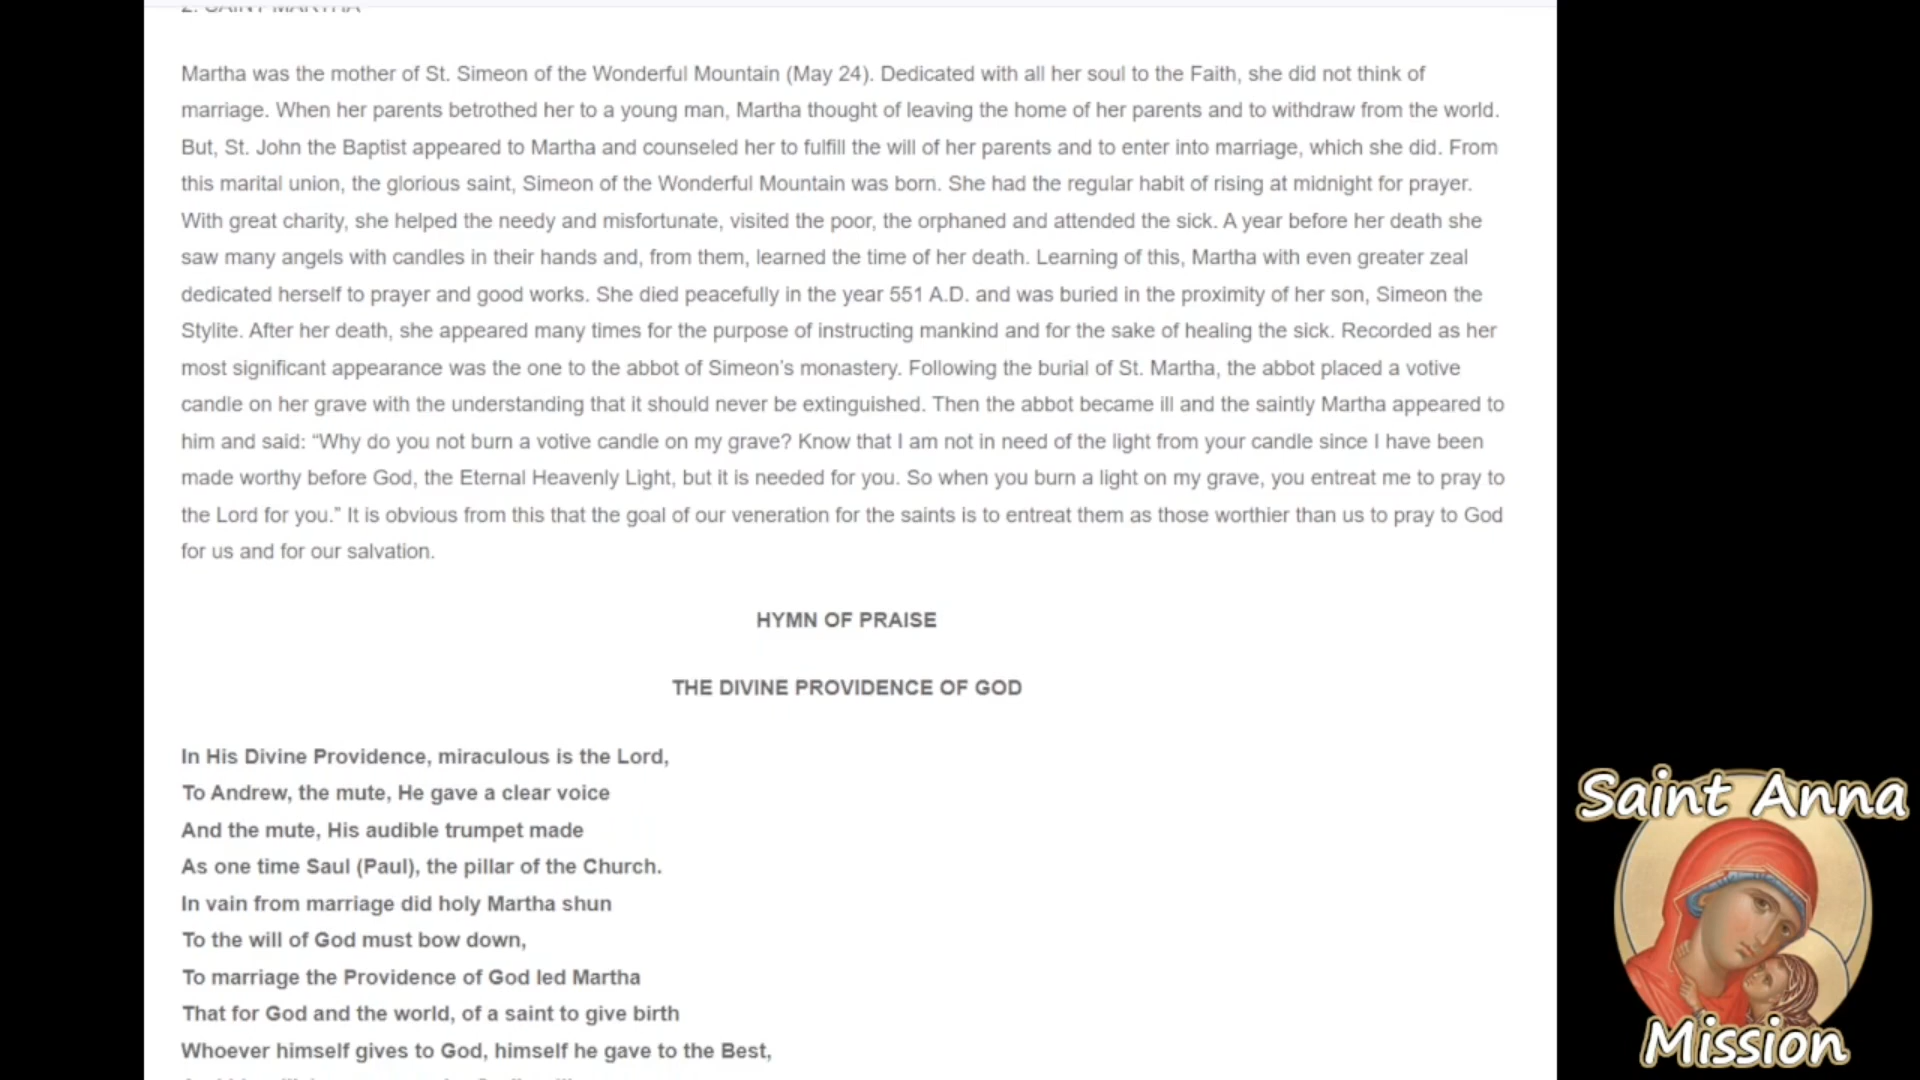 2. SAINT MARTHA
Martha was the mother of St. Simeon of the Wonderful Mountain (May 24). Dedicated with all her soul to the Faith, she did not think of
marriage. When her parents betrothed her to a young man, Martha thought of leaving the home of her parents and to withdraw from the world.
But, St. John the Baptist appeared to Martha and counseled her to fulfill the will of her parents and to enter into marriage, which she did. From
this marital union, the glorious saint, Simeon of the Wonderful Mountain was born. She had the regular habit of rising at midnight for prayer.
With great charity, she helped the needy and misfortunate, visited the poor, the orphaned and attended the sick. A year before her death she
saw many angels with candles in their hands and, from them, learned the time of her death. Learning of this, Martha with even greater zeal
dedicated herself to prayer and good works. She died peacefully in the year 551 A.D. and was buried in the proximity of her son, Simeon the
Stylite. After her death, she appeared many times for the purpose of instructing mankind and for the sake of healing the sick. Recorded as her
most significant appearance was the one to the abbot of Simeon’s monastery. Following the burial of St. Martha, the abbot placed a votive
candle on her grave with the understanding that it should never be extinguished. Then the abbot became ill and the saintly Martha appeared to
him and said: “Why do you not burn a votive candle on my grave? Know that I am not in need of the light from your candle since I have been
made worthy before God, the Eternal Heavenly Light, but it is needed for you. So when you burn a light on my grave, you entreat me to pray to
the Lord for you.” It is obvious from this that the goal of our veneration for the saints is to entreat them as those worthier than us to pray to God
for us and for our salvation.
HYMN OF PRAISE
THE DIVINE PROVIDENCE OF GOD
In His Divine Providence, miraculous is the Lord,
To Andrew, the mute, He gave a clear voice
And the mute, His audible trumpet made
As one time Saul (Paul), the pillar of the Church.
In vain from marriage did holy Martha shun
To the will of God must bow down,
To marriage the Providence of God led Martha
That for God and the world, of a saint to give birth
Whoever himself gives to God, himself he gave to the Best,
Saint Anna
Mission